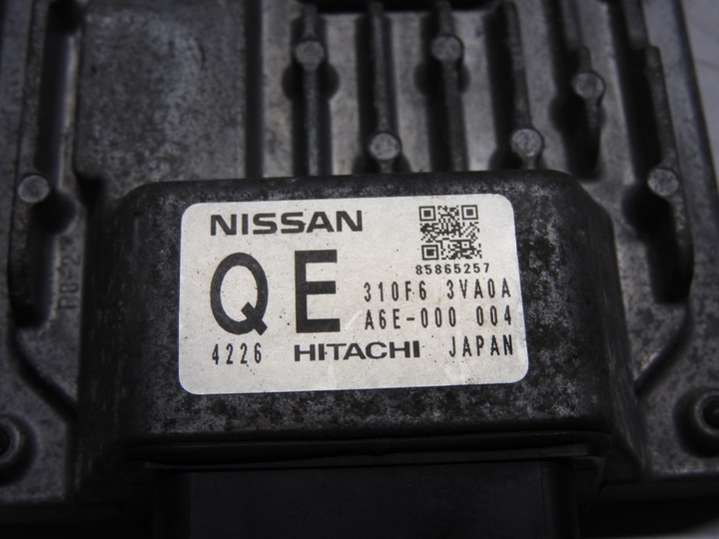 NISSAN
85865257
QE
310F6 3VA0A
A6E-000 004
4226 HITACHI JAPAN